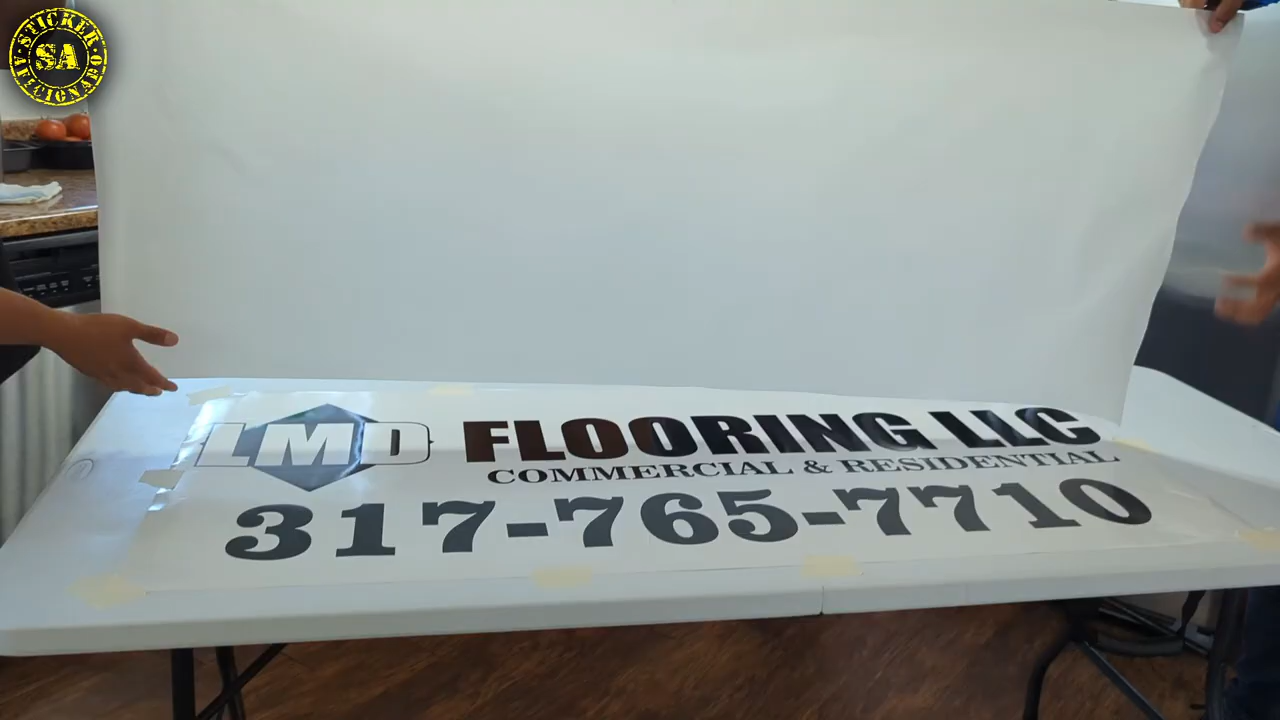 STICKER
SA
AFICIONADO
LMD FLOORING LLC
COMMERCIAL & RESIDENTIAL
317-765-7710